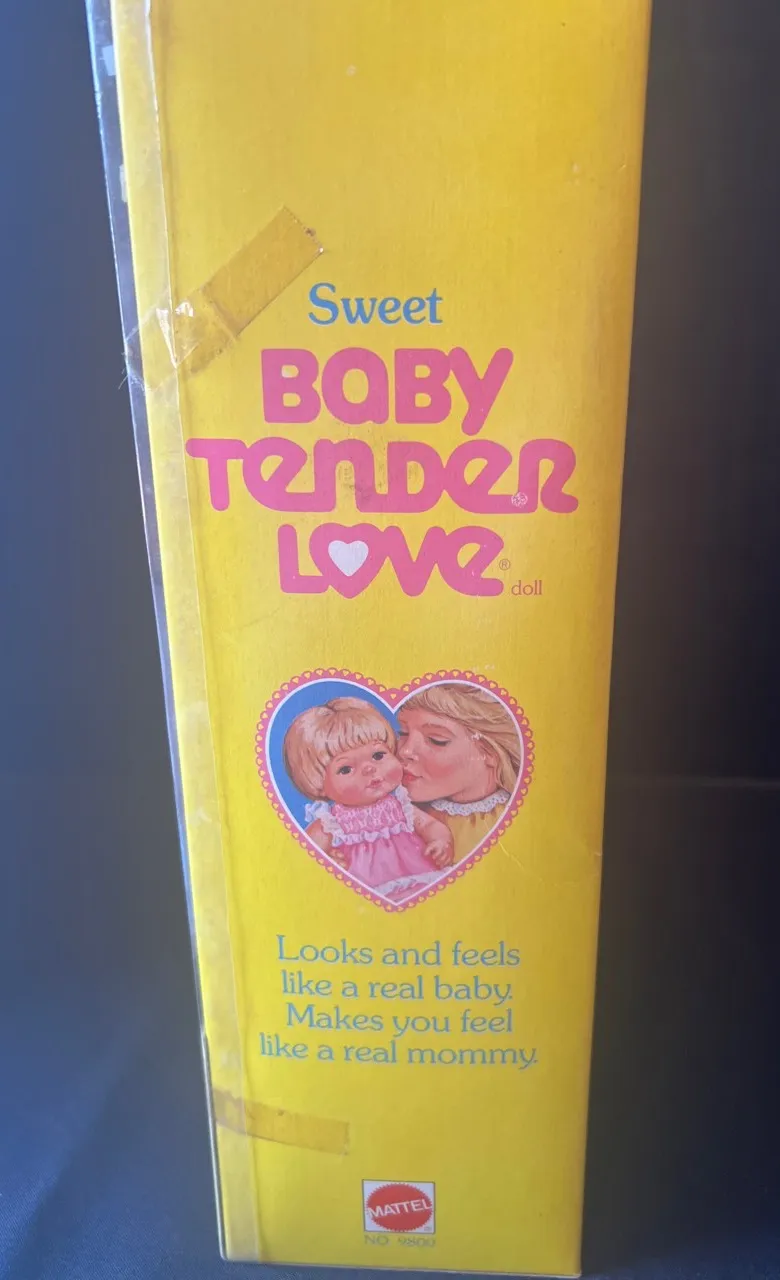 Sweet
BABY
TENDER
LOVE® doll
Looks and feels
like a real baby.
Makes you feel
like a real mommy.
MATTEL
NO 9800